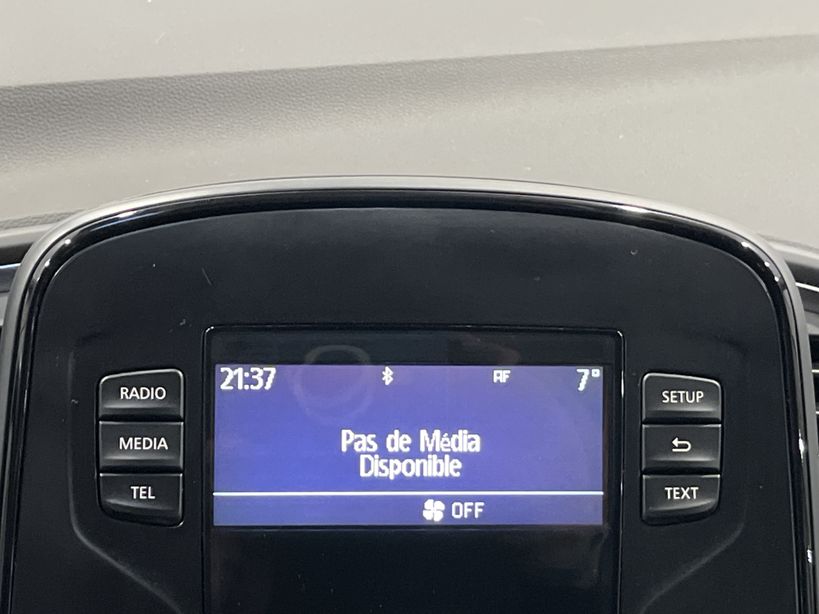 21:37 AF 7°
RADIO
MEDIA
TEL
Pas de Média
Disponible
OFF
SETUP
TEXT